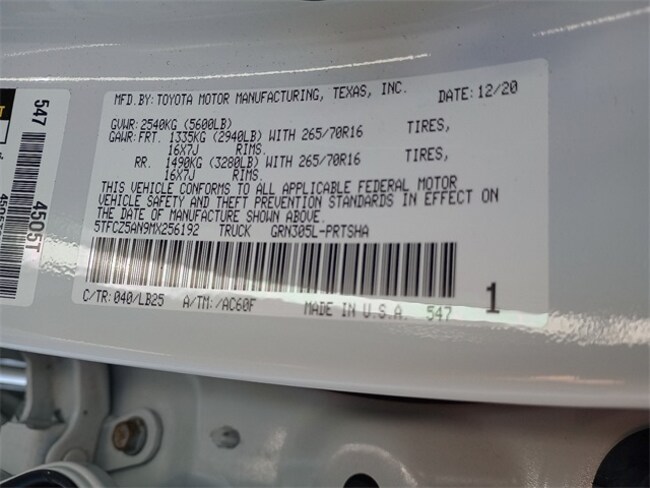 MFD.BY: TOYOTA MOTOR MANUFACTURING, TEXAS, INC. DATE: 12/20
GVWR: 2540KG (5600LB)
GAWR: FRT. 1335KG (2940LB) WITH 265/70R16 TIRES,
16X7J RIMS.
RR. 1490KG (3280LB) WITH 265/70R16 TIRES,
16X7J RIMS.
THIS VEHICLE CONFORMS TO ALL APPLICABLE FEDERAL MOTOR
VEHICLE SAFETY AND THEFT PREVENTION STANDARDS IN EFFECT ON
THE DATE OF MANUFACTURE SHOWN ABOVE.
5TFCZ5AN9MX256192 TRUCK GRN305L-PRTSHA
C/TR: 040/LB25 A/TM: /AC60F MADE IN U.S.A. 547 1
547 4505T